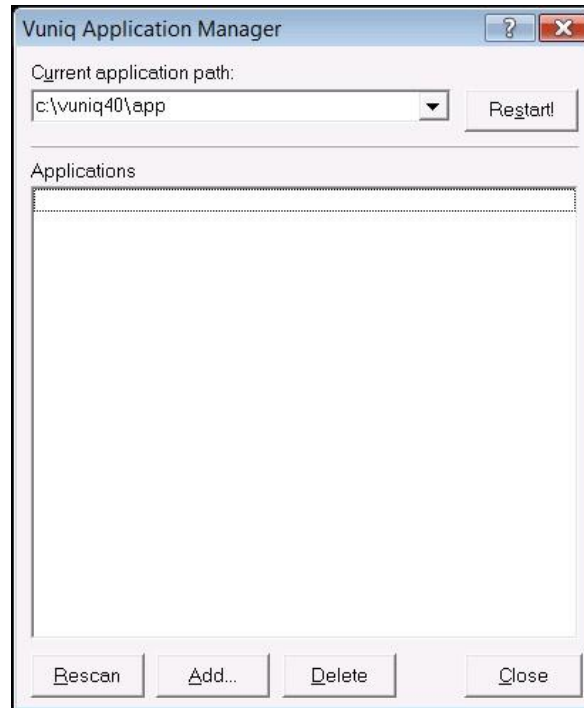 Vuniq Application Manager
Current application path:
c:\vuniq40\app
Restart!
Applications
Rescan Add... Delete Close